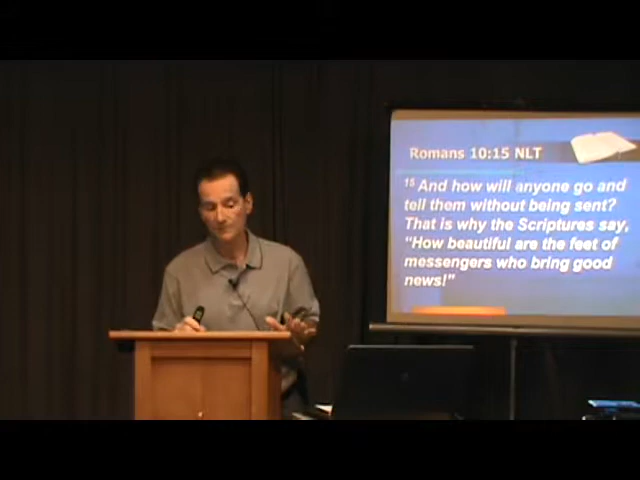 Romans 10:15 NLT
15 And how will anyone go and
tell them without being sent?
That is why the Scriptures say,
“How beautiful are the feet of
messengers who bring good
news!”